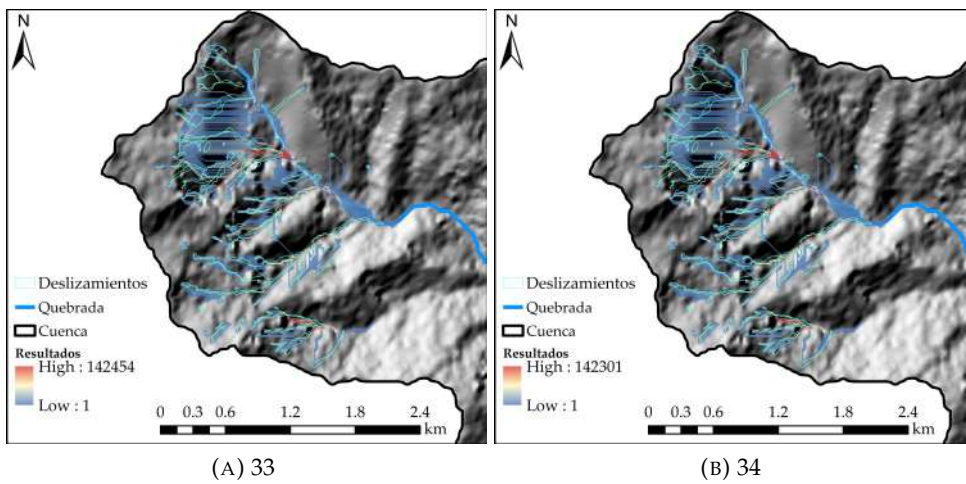 N
Deslizamientos
Quebrada
Cuenca
Resultados
High : 142454
Low : 1
0 0.3 0.6 1.2 1.8 2.4
km
(A) 33
N
Deslizamientos
Quebrada
Cuenca
Resultados
High : 142301
Low : 1
0 0.3 0.6 1.2 1.8 2.4
km
(B) 34